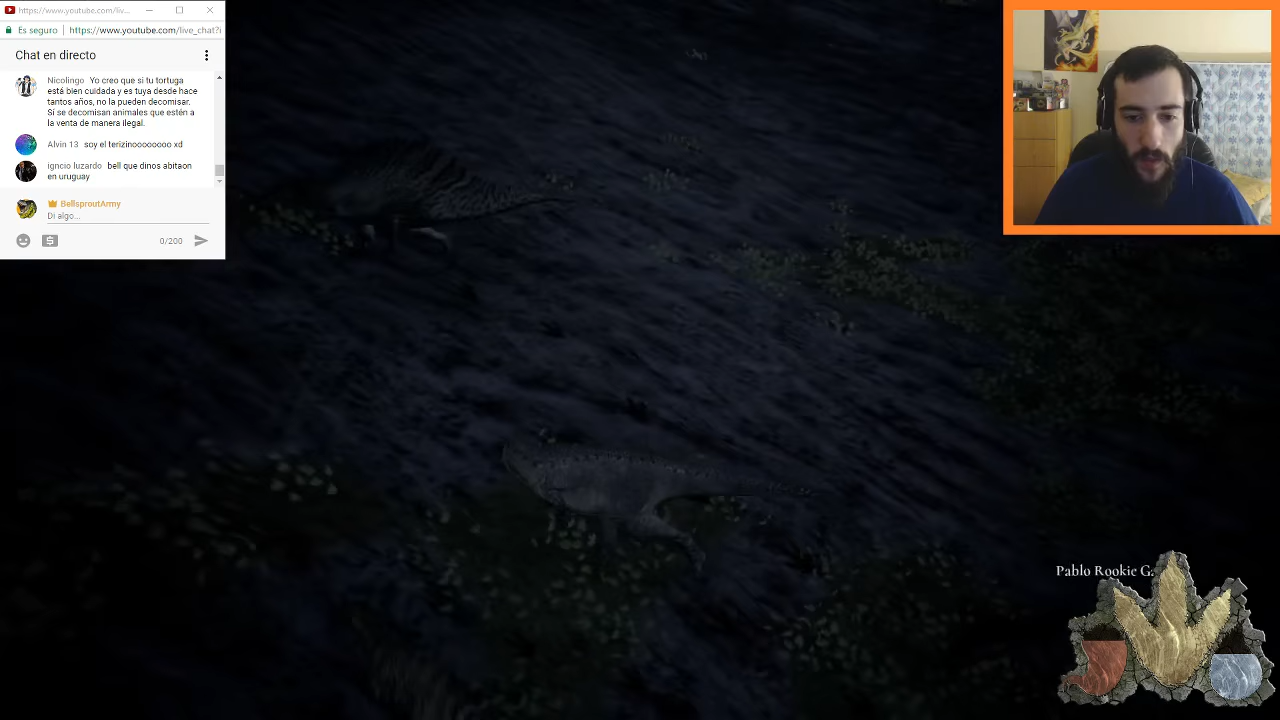 https://www.youtube.com/liv...
Es seguro
https://www.youtube.com/live_chat?i
Chat en directo
Nicolingo Yo creo que si tu tortuga
está bien cuidada y es tuya desde hace
tantos años, no la pueden decomisar.
Sí se decomisan animales que estén a
la venta de manera ilegal.
Alvin 13 soy el terizinoooooooo xd
igncio luzardo bell que dinos abitaon
en uruguay
BellsproutArmy
Di algo...
0/200
Pablo Rookie G.